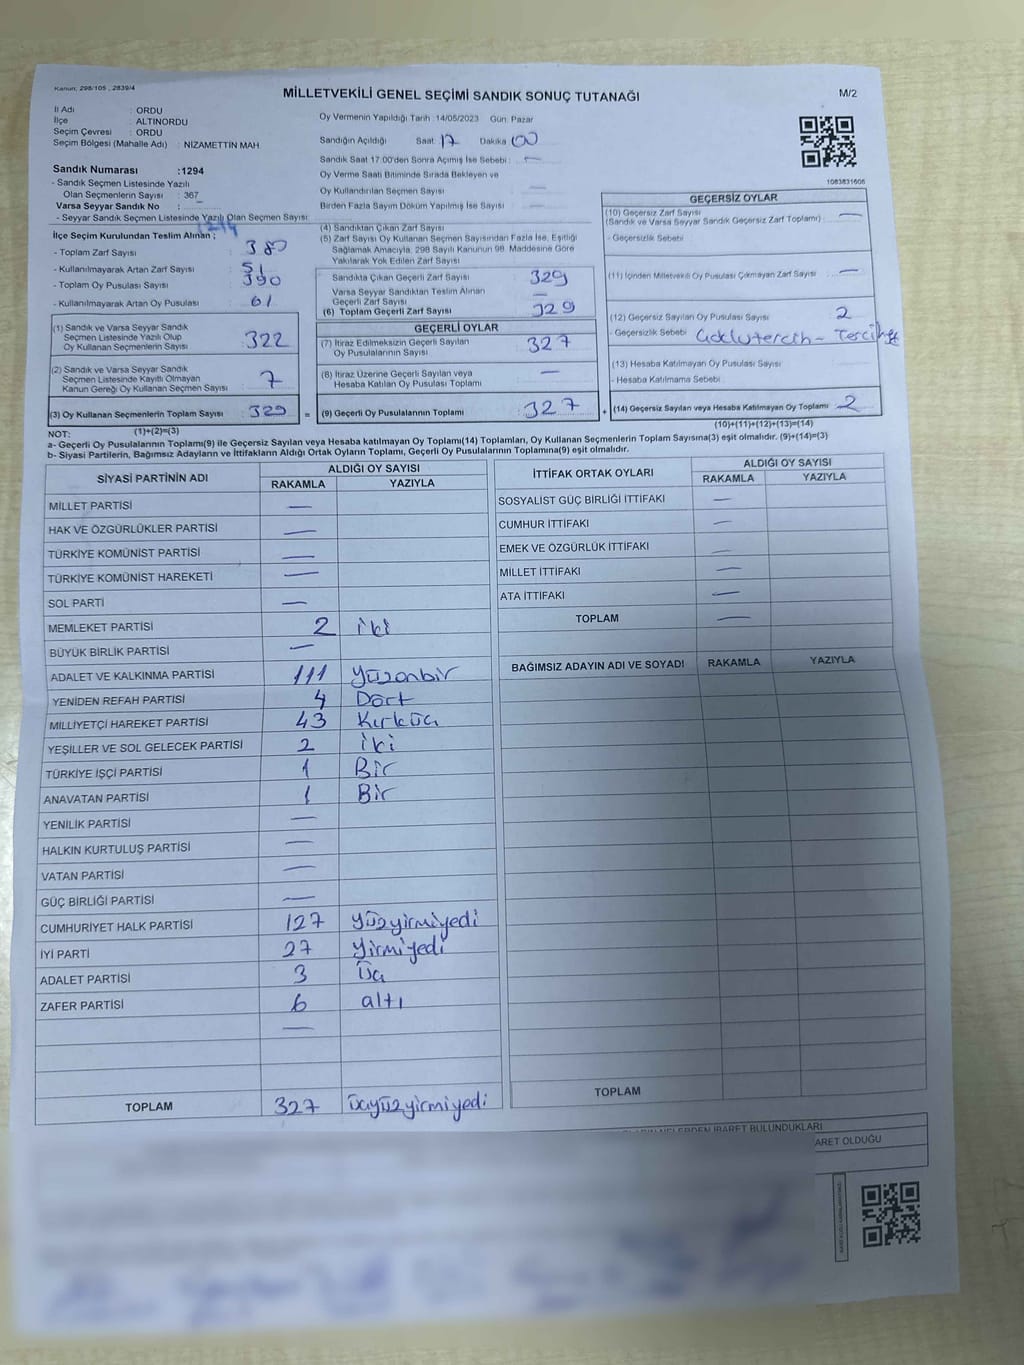 Kanun; 298/105 , 2839/4
MİLLETVEKİLİ GENEL SEÇİMİ SANDIK SONUÇ TUTANAĞI
M/2
İl Adı : ORDU
İlçe : ALTINORDU
Seçim Çevresi : ORDU
Seçim Bölgesi (Mahalle Adı) : NİZAMETTİN MAH.
Sandık Numarası :1294
- Sandık Seçmen Listesinde Yazılı
Olan Seçmenlerin Sayısı : 367
Varsa Seyyar Sandık No : –
- Seyyar Sandık Seçmen Listesinde Yazılı Olan Seçmen Sayısı:
Oy Vermenin Yapıldığı Tarih :14/05/2023 Gün: Pazar
Sandığın Açıldığı Saat: 17 Dakika 00
Sandık Saat 17:00'den Sonra Açımış İse Sebebi : —
Oy Verme Saati Bitiminde Sırada Bekleyen ve
Oy Kullandırılan Seçmen Sayısı —
Birden Fazla Sayım Döküm Yapılmış İse Sayısı —
1083831606
1294
İlçe Seçim Kurulundan Teslim Alınan ;
- Toplam Zarf Sayısı 380
- Kullanılmayarak Artan Zarf Sayısı 51
- Toplam Oy Pusulası Sayısı 390
- Kullanılmayarak Artan Oy Pusulası 61
(1) Sandık ve Varsa Seyyar Sandık
Seçmen Listesinde Yazılı Olup
Oy Kullanan Seçmenlerin Sayısı 322
(2) Sandık ve Varsa Seyyar Sandık
Seçmen Listesinde Kayıtlı Olmayan
Kanun Gereği Oy Kullanan Seçmen Sayısı 7
(3) Oy Kullanan Seçmenlerin Toplam Sayısı 329 =
(1)+(2)=(3)
(4) Sandıktan Çıkan Zarf Sayısı
(5) Zarf Sayısı Oy Kullanan Seçmen Sayısından Fazla İse, Eşitliği
Sağlamak Amacıyla, 298 Sayılı Kanunun 98. Maddesine Göre
Yakılarak Yok Edilen Zarf Sayısı
Sandıkta Çıkan Geçerli Zarf Sayısı 329
Varsa Seyyar Sandıktan Teslim Alınan
Geçerli Zarf Sayısı —
(6) Toplam Geçerli Zarf Sayısı 329
GEÇERLİ OYLAR
(7) İtiraz Edilmeksizin Geçerli Sayılan
Oy Pusulalarının Sayısı 327
(8) İtiraz Üzerine Geçerli Sayılan veya
Hesaba Katılan Oy Pusulası Toplamı —
(9) Geçerli Oy Pusulalarının Toplamı 327 +
GEÇERSİZ OYLAR
(10) Geçersiz Zarf Sayısı
(Sandık ve Varsa Seyyar Sandık Geçersiz Zarf Toplamı) —
- Geçersizlik Sebebi
(11) İçinden Milletvekili Oy Pusulası Çıkmayan Zarf Sayısı —
(12) Geçersiz Sayılan Oy Pusulası Sayısı 2
- Geçersizlik Sebebi
(13) Hesaba Katılmayan Oy Pusulası Sayısı
- Hesaba Katılmama Sebebi
(14) Geçersiz Sayılan veya Hesaba Katılmayan Oy Toplamı 2
(10)+(11)+(12)+(13)=(14)
NOT:
a- Geçerli Oy Pusulalarının Toplamı(9) ile Geçersiz Sayılan veya Hesaba katılmayan Oy Toplamı(14) Toplamları, Oy Kullanan Seçmenlerin Toplam Sayısına(3) eşit olmalıdır. (9)+(14)=(3)
b- Siyasi Partilerin, Bağımsız Adayların ve İttifakların Aldığı Ortak Oyların Toplamı, Geçerli Oy Pusulalarının Toplamına(9) eşit olmalıdır.
SİYASİ PARTİNİN ADI ALDIĞI OY SAYISI
RAKAMLA YAZIYLA
MİLLET PARTİSİ —
HAK VE ÖZGÜRLÜKLER PARTİSİ —
TÜRKİYE KOMÜNİST PARTİSİ —
TÜRKİYE KOMÜNİST HAREKETİ —
SOL PARTİ —
MEMLEKET PARTİSİ 2 iki
BÜYÜK BİRLİK PARTİSİ —
ADALET VE KALKINMA PARTİSİ 111 Yüzonbir
YENİDEN REFAH PARTİSİ 4 Dört
MİLLİYETÇİ HAREKET PARTİSİ 43 Kırküç
YEŞİLLER VE SOL GELECEK PARTİSİ 2 iki
TÜRKİYE İŞÇİ PARTİSİ 1 Bir
ANAVATAN PARTİSİ 1 Bir
YENİLİK PARTİSİ —
HALKIN KURTULUŞ PARTİSİ —
VATAN PARTİSİ —
GÜÇ BİRLİĞİ PARTİSİ —
CUMHURİYET HALK PARTİSİ 127 yüzyirmiyedi
İYİ PARTİ 27 Yirmiyedi
ADALET PARTİSİ 3 Üç
ZAFER PARTİSİ 6 altı
—
TOPLAM 327 üçyüzyirmiyedi
İTTİFAK ORTAK OYLARI ALDIĞI OY SAYISI
RAKAMLA YAZIYLA
SOSYALİST GÜÇ BİRLİĞİ İTTİFAKI —
CUMHUR İTTİFAKI —
EMEK VE ÖZGÜRLÜK İTTİFAKI —
MİLLET İTTİFAKI —
ATA İTTİFAKI —
TOPLAM —
BAĞIMSIZ ADAYIN ADI VE SOYADI RAKAMLA YAZIYLA
TOPLAM
İBARET BULUNDUKLARI
ARET OLDUĞU